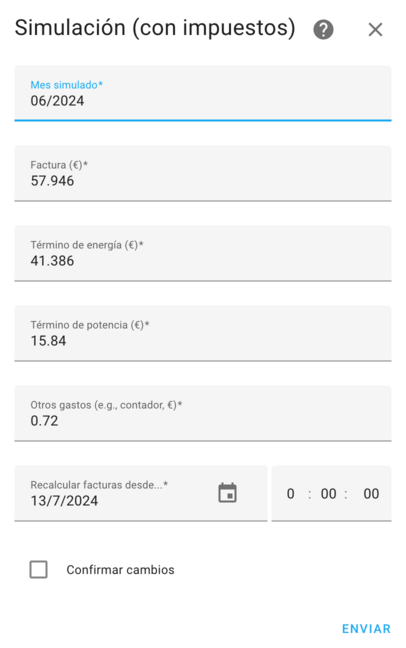 Simulación (con impuestos)
Mes simulado*
06/2024
Factura (€)*
57.946
Término de energía (€)*
41.386
Término de potencia (€)*
15.84
Otros gastos (e.g., contador, €)*
0.72
Recalcular facturas desde...*
13/7/2024
0 : 00 : 00
Confirmar cambios
ENVIAR